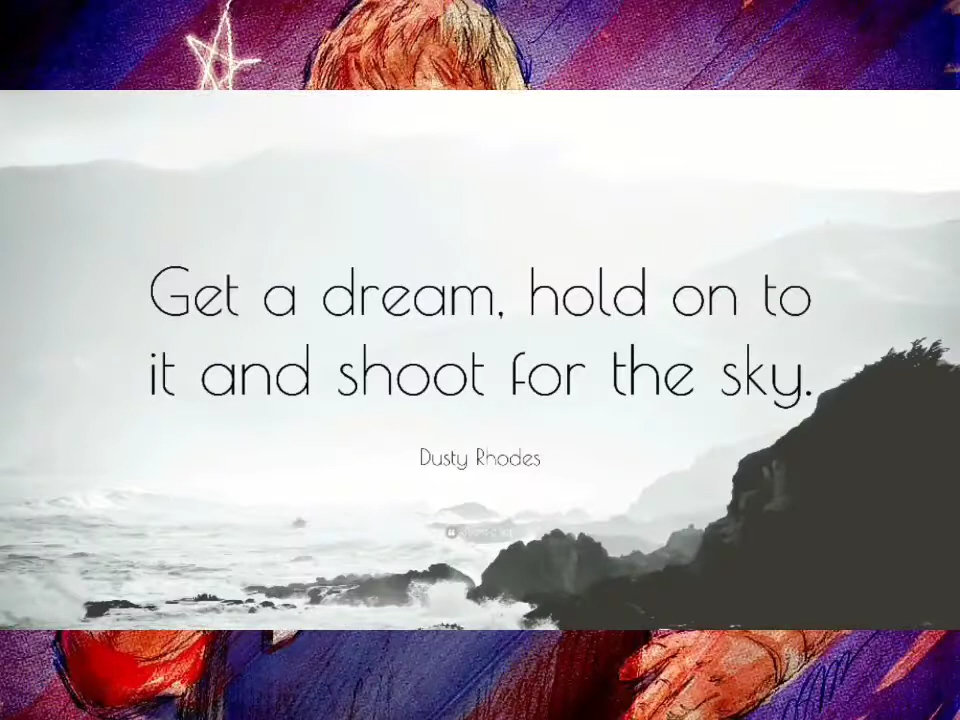 Get a dream, hold on to
it and shoot for the sky.
Dusty Rhodes